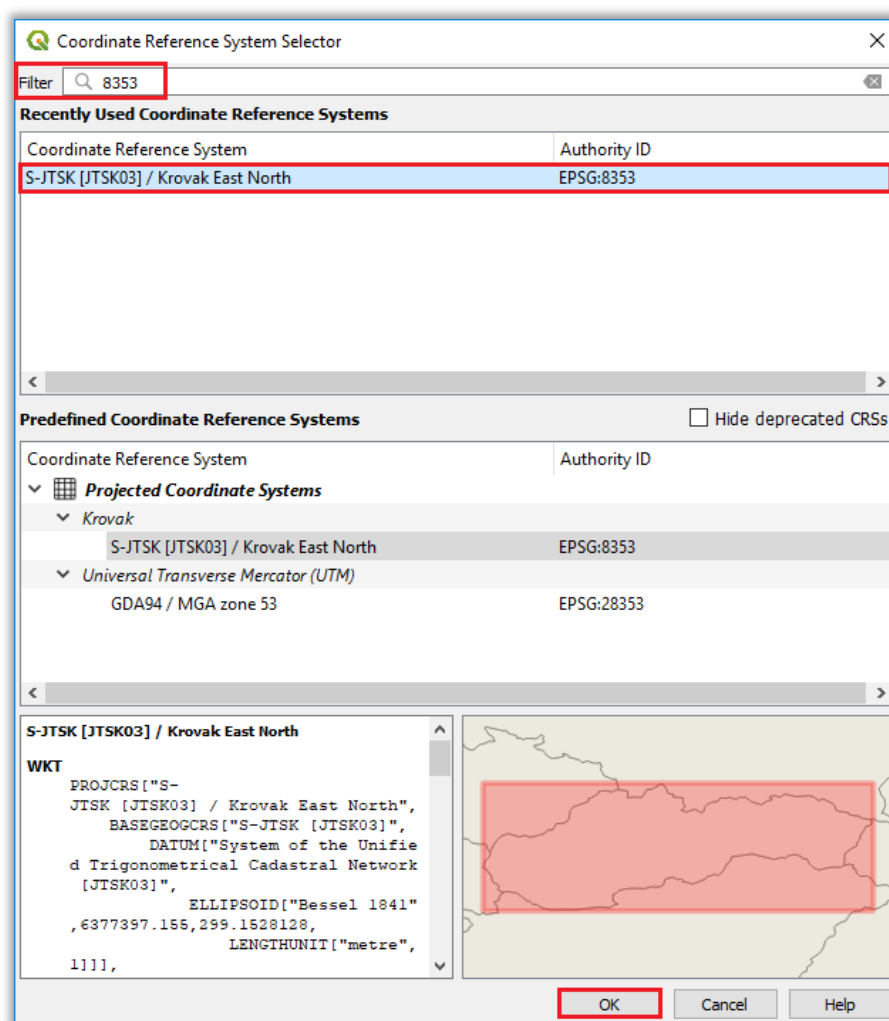 Coordinate Reference System Selector
Filter 8353
Recently Used Coordinate Reference Systems
Coordinate Reference System Authority ID
S-JTSK [JTSK03] / Krovak East North EPSG:8353
Predefined Coordinate Reference Systems Hide deprecated CRSs
Coordinate Reference System Authority ID
Projected Coordinate Systems
Krovak
S-JTSK [JTSK03] / Krovak East North EPSG:8353
Universal Transverse Mercator (UTM)
GDA94 / MGA zone 53 EPSG:28353
S-JTSK [JTSK03] / Krovak East North
WKT
PROJCRS["S-
JTSK [JTSK03] / Krovak East North",
BASEGEOGCRS["S-JTSK [JTSK03]",
DATUM["System of the Unifie
d Trigonometrical Cadastral Network
[JTSK03]",
ELLIPSOID["Bessel 1841"
,6377397.155,299.1528128,
LENGTHUNIT["metre",
1]]],
OK Cancel Help